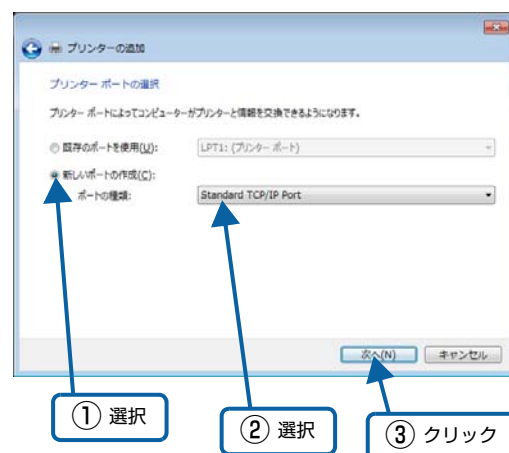 プリンターの追加
プリンター ポートの選択
プリンター ポートによってコンピューターがプリンターと情報を交換できるようになります。
既存のポートを使用(U): LPT1: (プリンター ポート)
新しいポートの作成(C):
ポートの種類: Standard TCP/IP Port
次へ(N) キャンセル
① 選択
② 選択
③ クリック